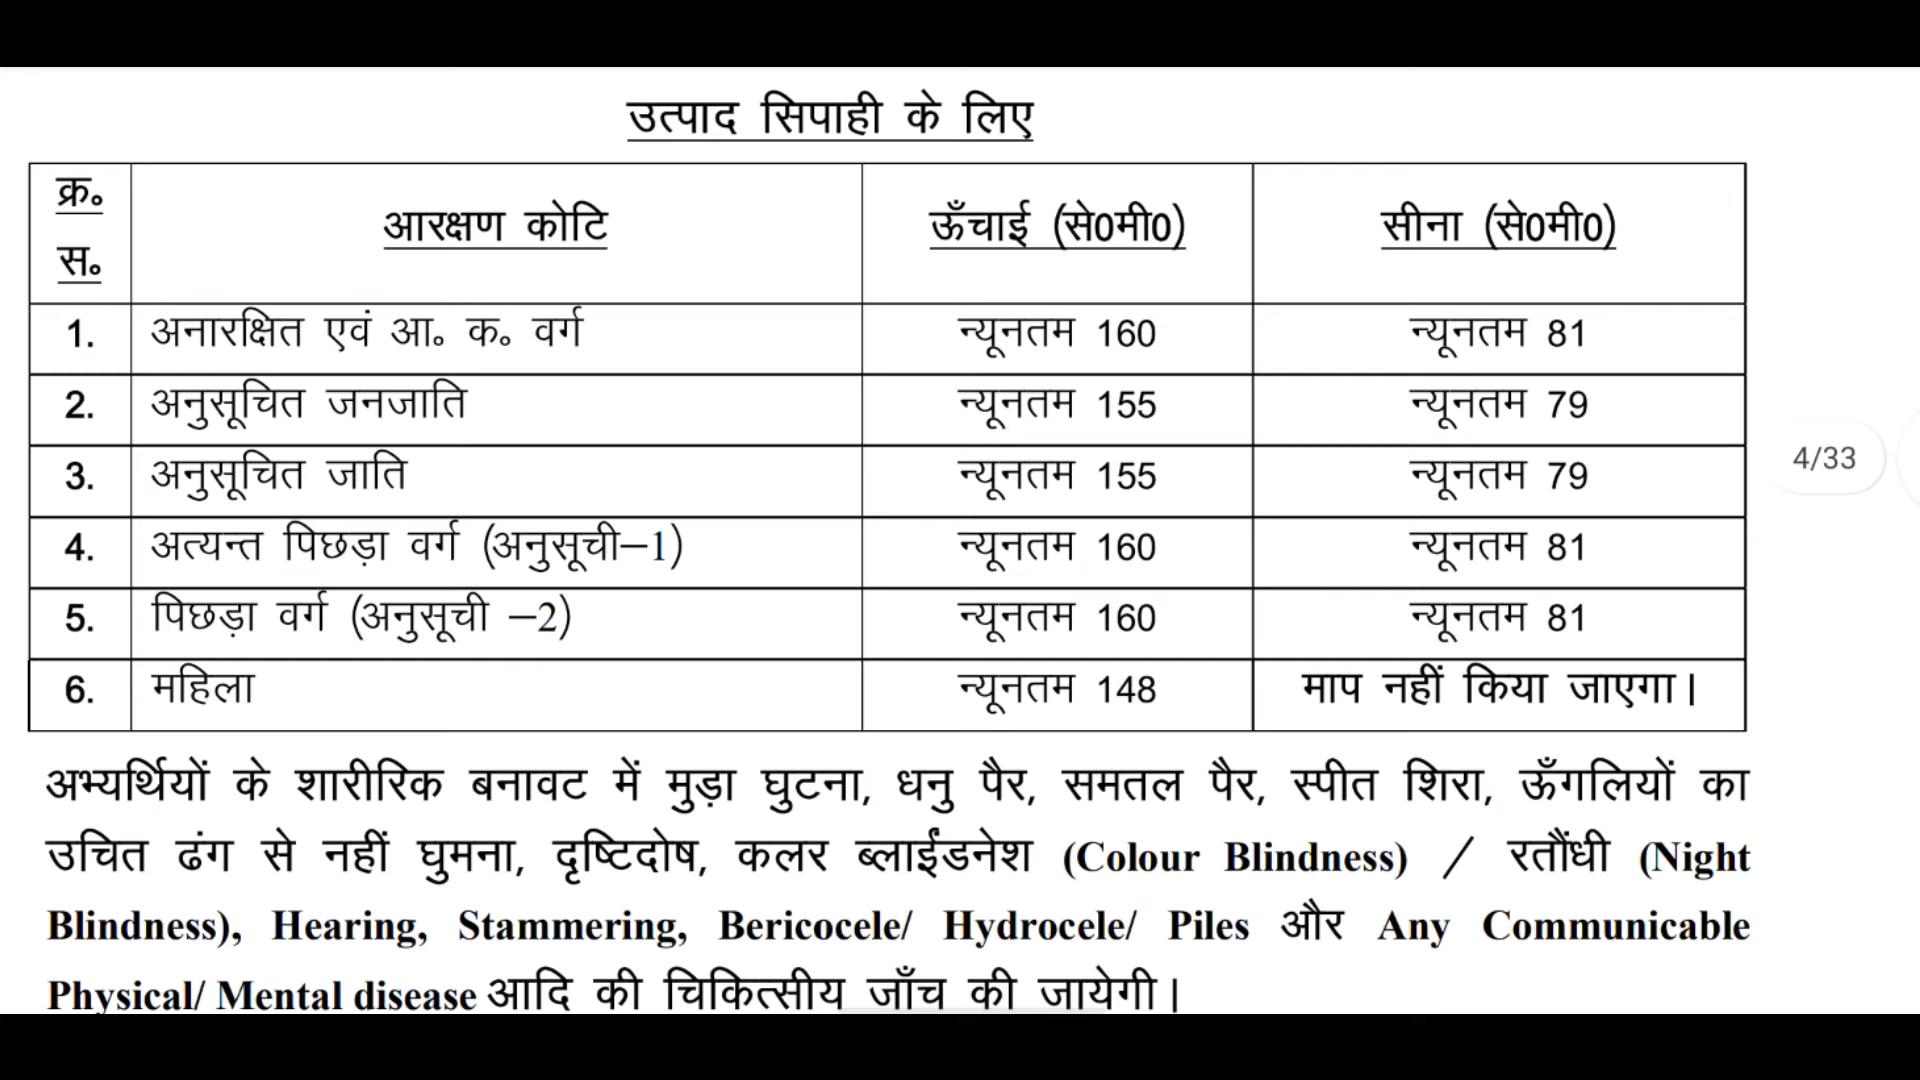 उत्पाद सिपाही के लिए
क्र॰ स॰ आरक्षण कोटि ऊँचाई (से0मी0) सीना (से0मी0)
1. अनारक्षित एवं आ॰ क॰ वर्ग न्यूनतम 160 न्यूनतम 81
2. अनुसूचित जनजाति न्यूनतम 155 न्यूनतम 79
3. अनुसूचित जाति न्यूनतम 155 न्यूनतम 79
4/33
4. अत्यन्त पिछड़ा वर्ग (अनुसूची–1) न्यूनतम 160 न्यूनतम 81
5. पिछड़ा वर्ग (अनुसूची –2) न्यूनतम 160 न्यूनतम 81
6. महिला न्यूनतम 148 माप नहीं किया जाएगा।
अभ्यर्थियों के शारीरिक बनावट में मुड़ा घुटना, धनु पैर, समतल पैर, स्पीत शिरा, ऊँगलियों का
उचित ढंग से नहीं घुमना, दृष्टिदोष, कलर ब्लाईंडनेश (Colour Blindness) / रतौंधी (Night
Blindness), Hearing, Stammering, Bericocele/ Hydrocele/ Piles और Any Communicable
Physical/ Mental disease आदि की चिकित्सीय जाँच की जायेगी।